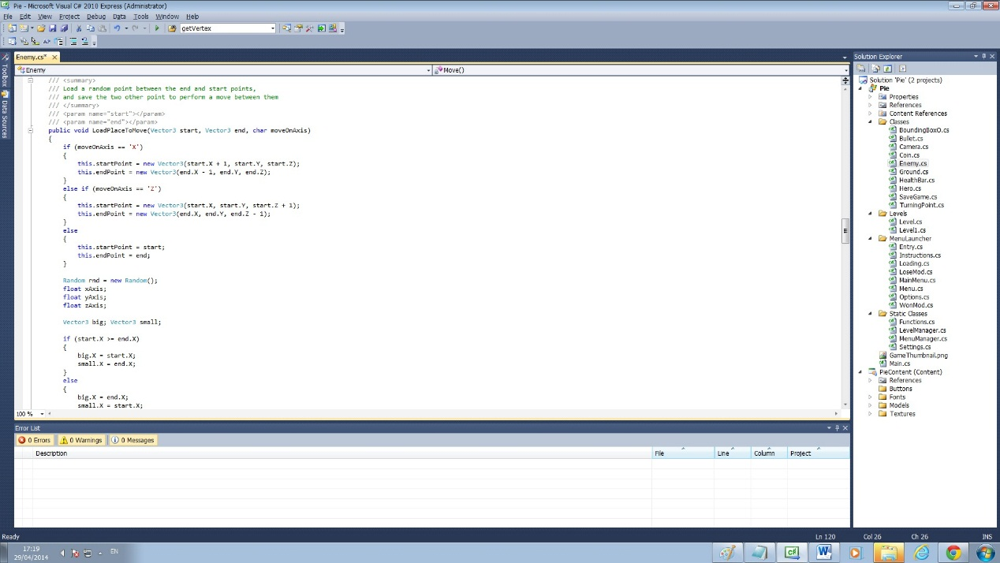 Pie - Microsoft Visual C# 2010 Express (Administrator)
File Edit View Project Debug Data Tools Window Help
getVertex
Enemy.cs*
Enemy
Move()
Toolbox
Data Sources
/// <summary>
/// Load a random point between the end and start points,
/// and save the two other point to perform a move between them
/// </summary>
/// <param name="start"></param>
/// <param name="end"></param>
public void LoadPlaceToMove(Vector3 start, Vector3 end, char moveOnAxis)
{
if (moveOnAxis == 'X')
{
this.startPoint = new Vector3(start.X + 1, start.Y, start.Z);
this.endPoint = new Vector3(end.X - 1, end.Y, end.Z);
}
else if (moveOnAxis == 'Z')
{
this.startPoint = new Vector3(start.X, start.Y, start.Z + 1);
this.endPoint = new Vector3(end.X, end.Y, end.Z - 1);
}
else
{
this.startPoint = start;
this.endPoint = end;
}
Random rnd = new Random();
float xAxis;
float yAxis;
float zAxis;
Vector3 big; Vector3 small;
if (start.X >= end.X)
{
big.X = start.X;
small.X = end.X;
}
else
{
big.X = end.X;
small.X = start.X;
100 %
Solution Explorer
Solution 'Pie' (2 projects)
Pie
Properties
References
Content References
Classes
BoundingBoxO.cs
Bullet.cs
Camera.cs
Coin.cs
Enemy.cs
Ground.cs
HealthBar.cs
Hero.cs
SaveGame.cs
TurningPoint.cs
Levels
Level.cs
Level1.cs
MenuLauncher
Entry.cs
Instructions.cs
Loading.cs
LoseMod.cs
MainMenu.cs
Menu.cs
Options.cs
WonMod.cs
Static Classes
Functions.cs
LevelManager.cs
MenuManager.cs
Settings.cs
GameThumbnail.png
Main.cs
PieContent (Content)
References
Buttons
Fonts
Models
Textures
Error List
0 Errors 0 Warnings 0 Messages
Description File Line Column Project
Ready Ln 120 Col 26 Ch 26 INS
17:19
29/04/2014
EN